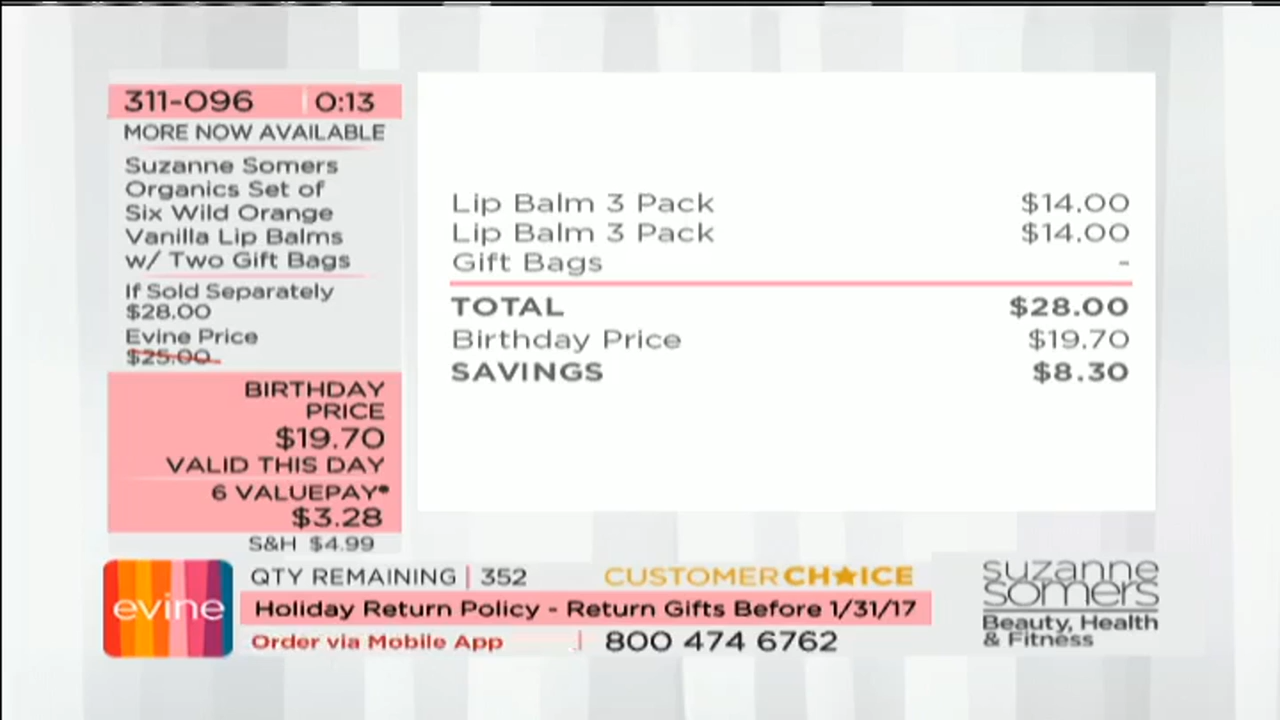 311-096 0:13
MORE NOW AVAILABLE
Suzanne Somers
Organics Set of
Six Wild Orange
Vanilla Lip Balms
w/ Two Gift Bags
If Sold Separately
$28.00
Evine Price
$25.00
BIRTHDAY
PRICE
$19.70
VALID THIS DAY
6 VALUEPAY®
$3.28
S&H $4.99
Lip Balm 3 Pack $14.00
Lip Balm 3 Pack $14.00
Gift Bags -
TOTAL $28.00
Birthday Price $19.70
SAVINGS $8.30
evine
QTY REMAINING | 352 CUSTOMER CH★ICE
Holiday Return Policy - Return Gifts Before 1/31/17
Order via Mobile App | 800 474 6762
suzanne
somers
Beauty, Health
& Fitness